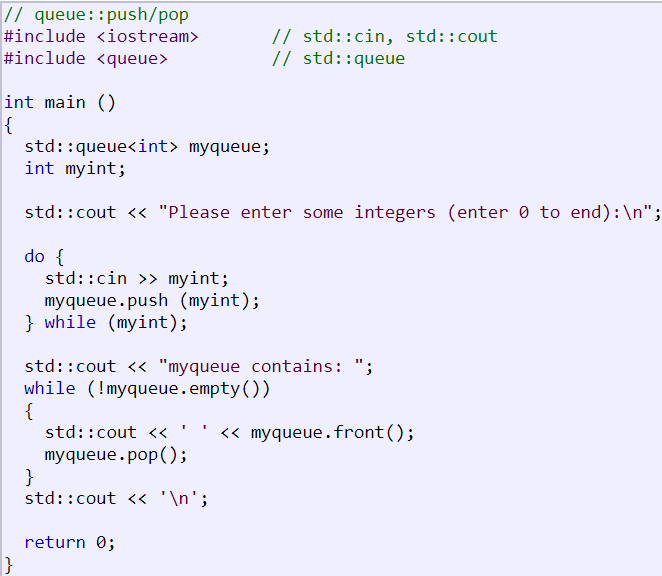 // queue::push/pop
#include <iostream>       // std::cin, std::cout
#include <queue>          // std::queue

int main ()
{
  std::queue<int> myqueue;
  int myint;

  std::cout << "Please enter some integers (enter 0 to end):\n";

  do {
    std::cin >> myint;
    myqueue.push (myint);
  } while (myint);

  std::cout << "myqueue contains: ";
  while (!myqueue.empty())
  {
    std::cout << ' ' << myqueue.front();
    myqueue.pop();
  }
  std::cout << '\n';

  return 0;
}